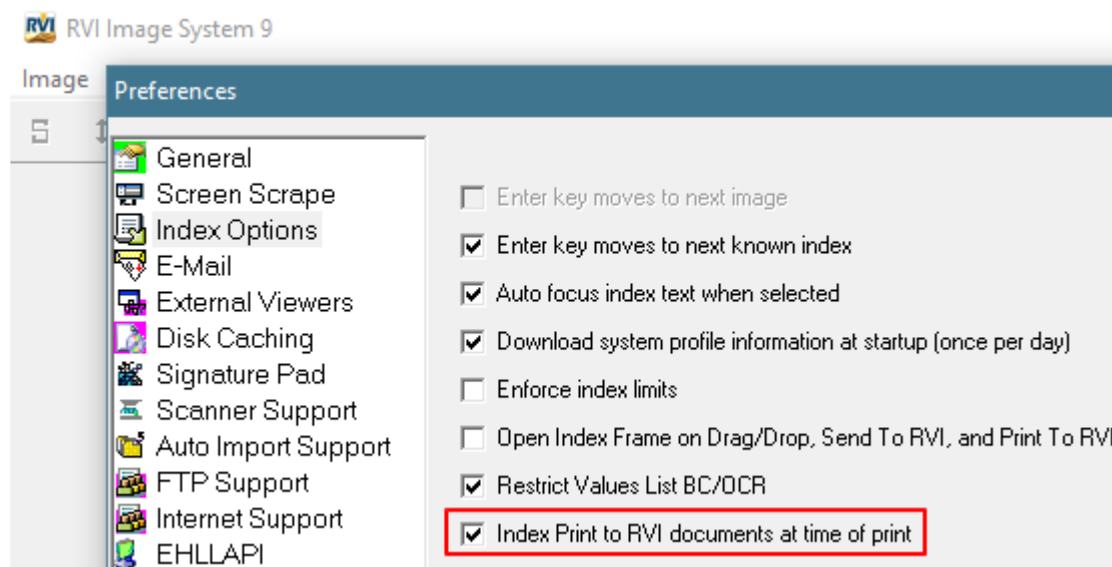 RVI RVI Image System 9
Image
Preferences
S
General
Screen Scrape
Index Options
E-Mail
External Viewers
Disk Caching
Signature Pad
Scanner Support
Auto Import Support
FTP Support
Internet Support
EHLLAPI
Enter key moves to next image
Enter key moves to next known index
Auto focus index text when selected
Download system profile information at startup (once per day)
Enforce index limits
Open Index Frame on Drag/Drop, Send To RVI, and Print To RVI
Restrict Values List BC/OCR
Index Print to RVI documents at time of print